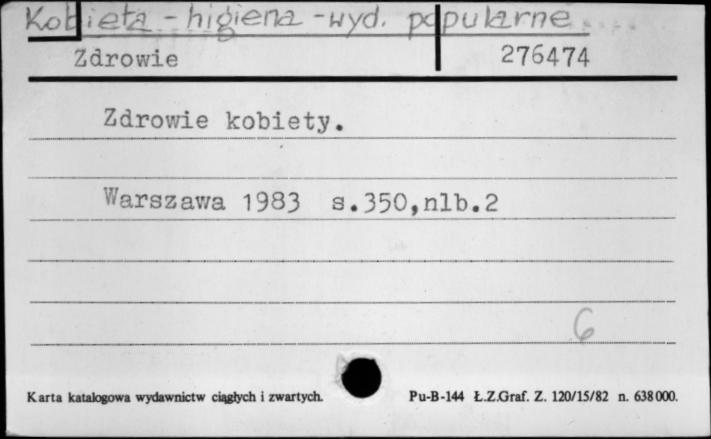 Kobieta - higiena - wyd. popularne
Zdrowie 276474
Zdrowie kobiety.
Warszawa 1983 s.350,nlb.2
6
Karta katalogowa wydawnictw ciągłych i zwartych. Pu-B-144 Ł.Z.Graf. Z. 120/15/82 n. 638000.